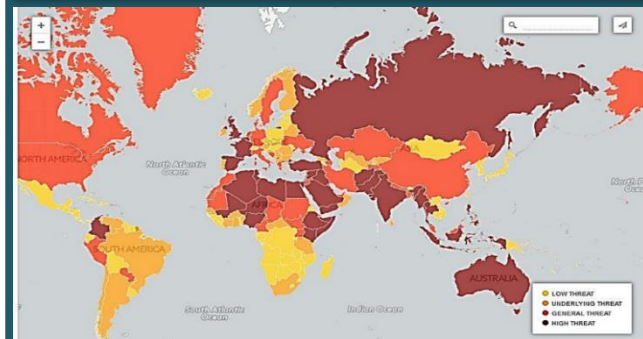 +
−
NORTH AMERICA
North Atlantic
Ocean
AFRICA
SOUTH AMERICA
South Atlantic
Ocean
Indian Ocean
AUSTRALIA
LOW THREAT
UNDERLYING THREAT
GENERAL THREAT
HIGH THREAT